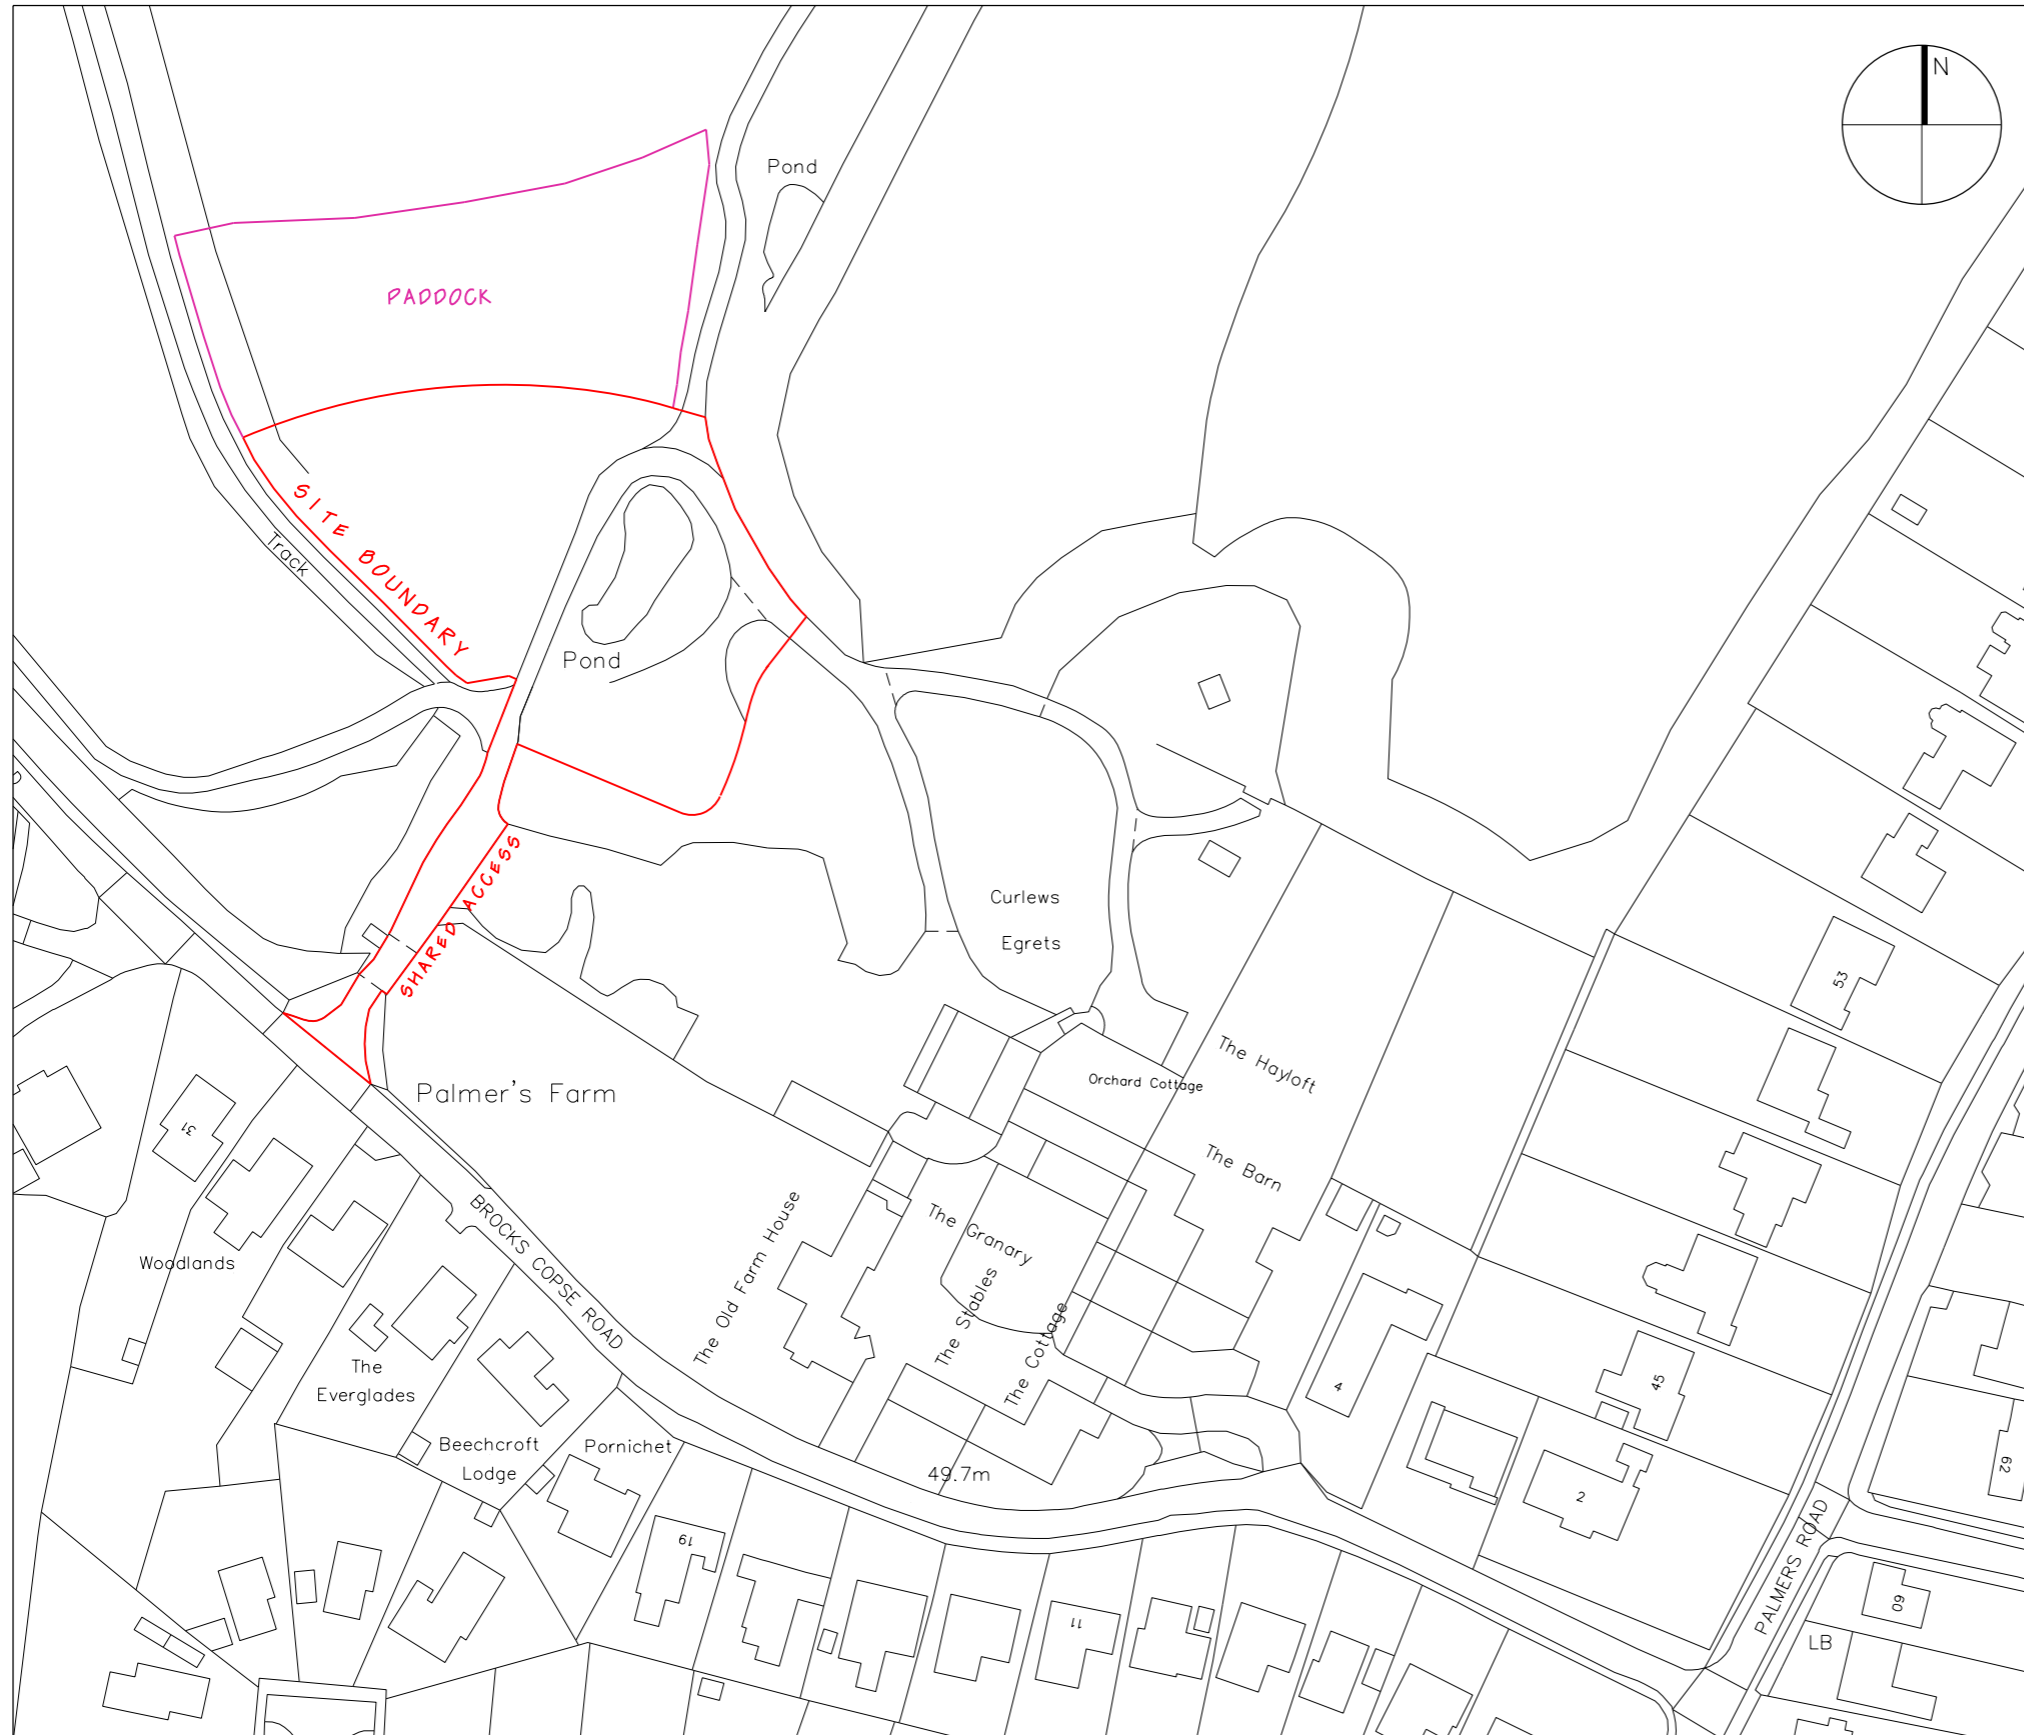 N
Pond
PADDOCK
SITE BOUNDARY
Track
Pond
SHARED ACCESS
Curlews
Egrets
53
The Hayloft
Orchard Cottage
Palmer's Farm
31
The Barn
BROCKS COPSE ROAD
The Old Farm House
The Granary
The Stables
The Cottage
Woodlands
The
Everglades
4
45
Beechcroft
Lodge
Pornichet
49.7m
62
2
19
11
PALMERS ROAD
60
LB